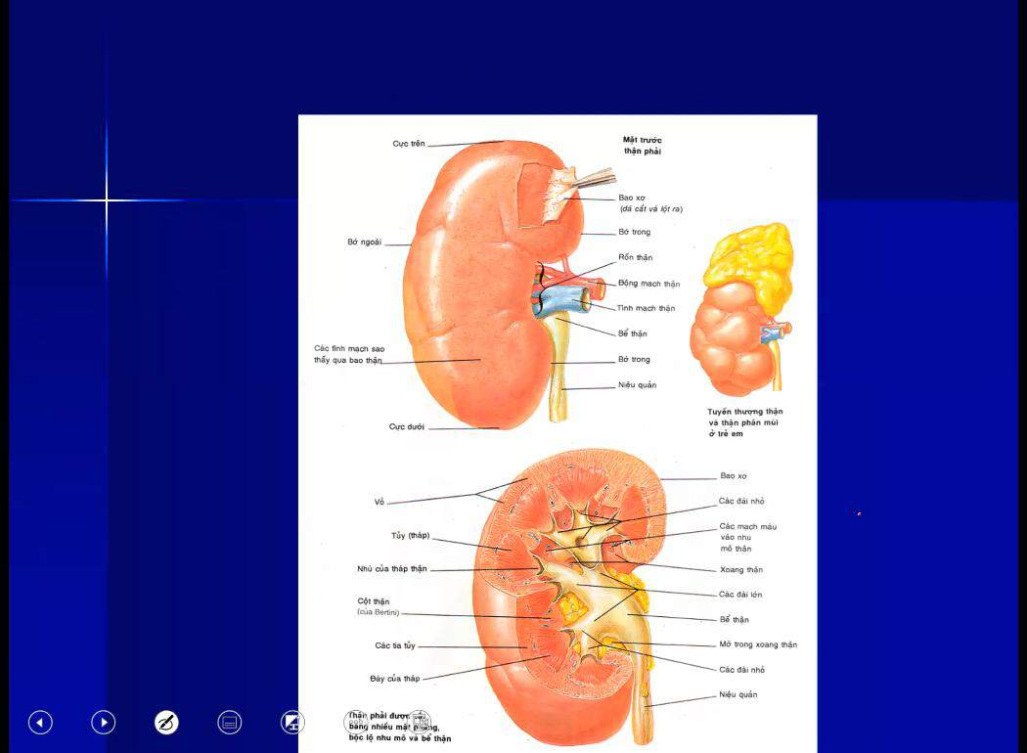 Mặt trước
thận phải
Cực trên
Bao xơ
(đã cắt và lột ra)
Bờ trong
Bờ ngoài
Rốn thận
Động mạch thận
Tĩnh mạch thận
Bể thận
Các tĩnh mạch sao
thấy qua bao thận
Bờ trong
Niệu quản
Cực dưới
Tuyến thượng thận
và thận phân múi
ở trẻ em
Bao xơ
Vỏ
Các đài nhỏ
Tủy (tháp)
Các mạch máu
vào nhu
mô thận
Nhú của tháp thận
Xoang thận
Cột thận
(của Bertini)
Các đài lớn
Bể thận
Các tia tủy
Mỡ trong xoang thận
Đáy của tháp
Các đài nhỏ
Niệu quản
Thận phải được
bằng nhiều mặt
bộc lộ nhu mô và bể thận